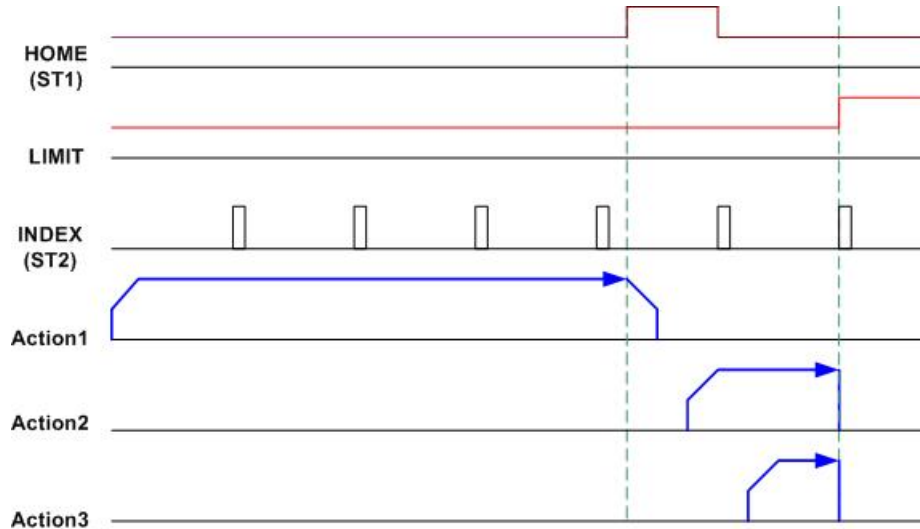 HOME
(ST1)
LIMIT
INDEX
(ST2)
Action1
Action2
Action3